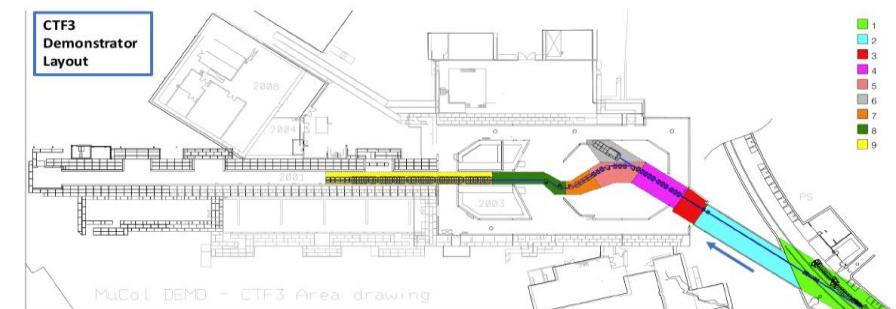 CTF3
Demonstrator
Layout
1
2
3
4
5
6
7
8
9
2008
2004
2001
2003
PS
MuCol DEMO - CTF3 Area drawing